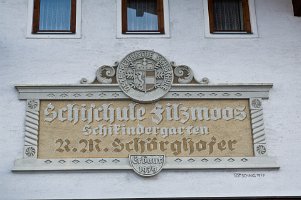 Schischule Filzmoos
Schikindergarten
R.M. Schörghofer
Erbaut